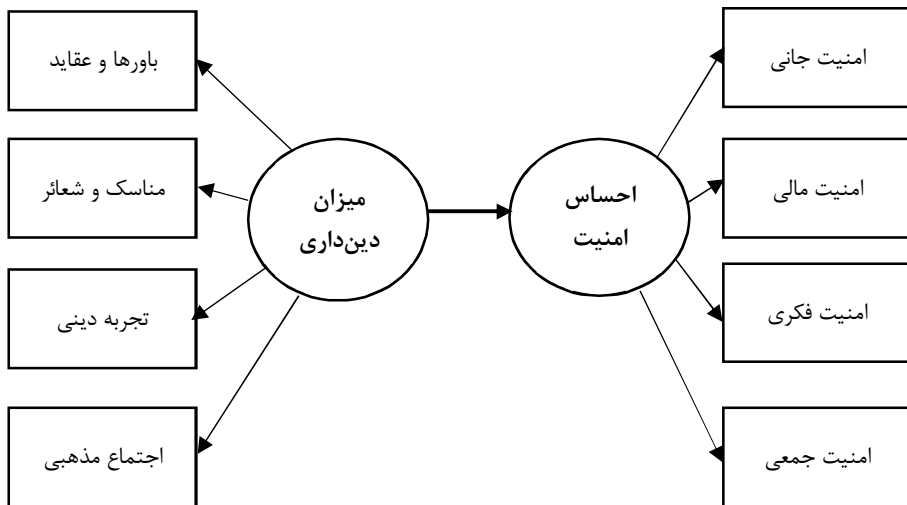 باورها و عقاید
مناسک و شعائر
تجربه دینی
اجتماع مذهبی
میزان
دین‌داری
احساس
امنیت
امنیت جانی
امنیت مالی
امنیت فکری
امنیت جمعی